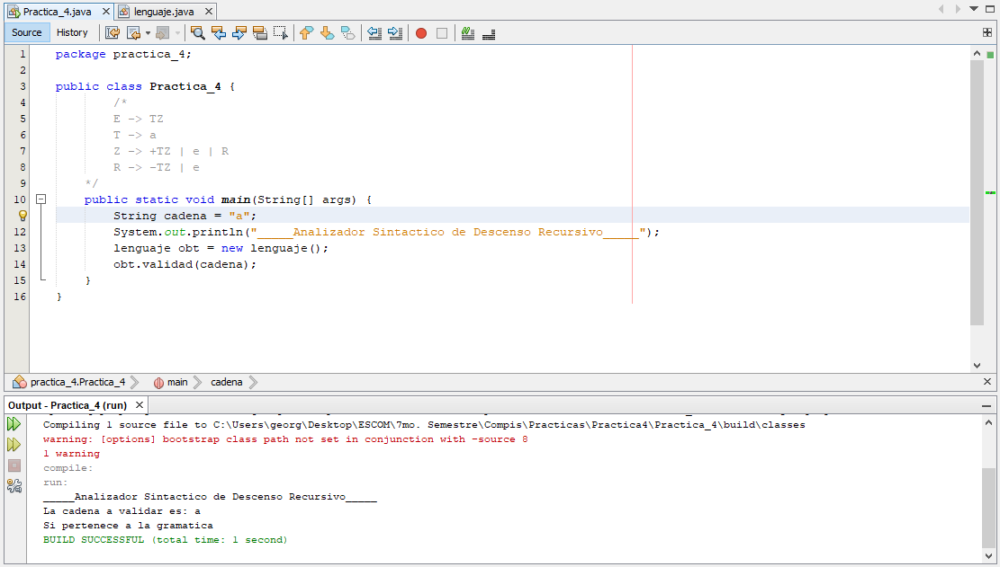 Practica_4.java × lenguaje.java ×
Source History
1 package practica_4;
2
3 public class Practica_4 {
4 /*
5 E -> TZ
6 T -> a
7 Z -> +TZ | e | R
8 R -> -TZ | e
9 */
10 public static void main(String[] args) {
String cadena = "a";
12 System.out.println("_____Analizador Sintactico de Descenso Recursivo_____");
13 lenguaje obt = new lenguaje();
14 obt.validad(cadena);
15 }
16 }
practica_4.Practica_4 main cadena
Output - Practica_4 (run) ×
Compiling 1 source file to C:\Users\georg\Desktop\ESCOM\7mo. Semestre\Compis\Practicas\Practica4\Practica_4\build\classes
warning: [options] bootstrap class path not set in conjunction with -source 8
1 warning
compile:
run:
_____Analizador Sintactico de Descenso Recursivo_____
La cadena a validar es: a
Si pertenece a la gramatica
BUILD SUCCESSFUL (total time: 1 second)